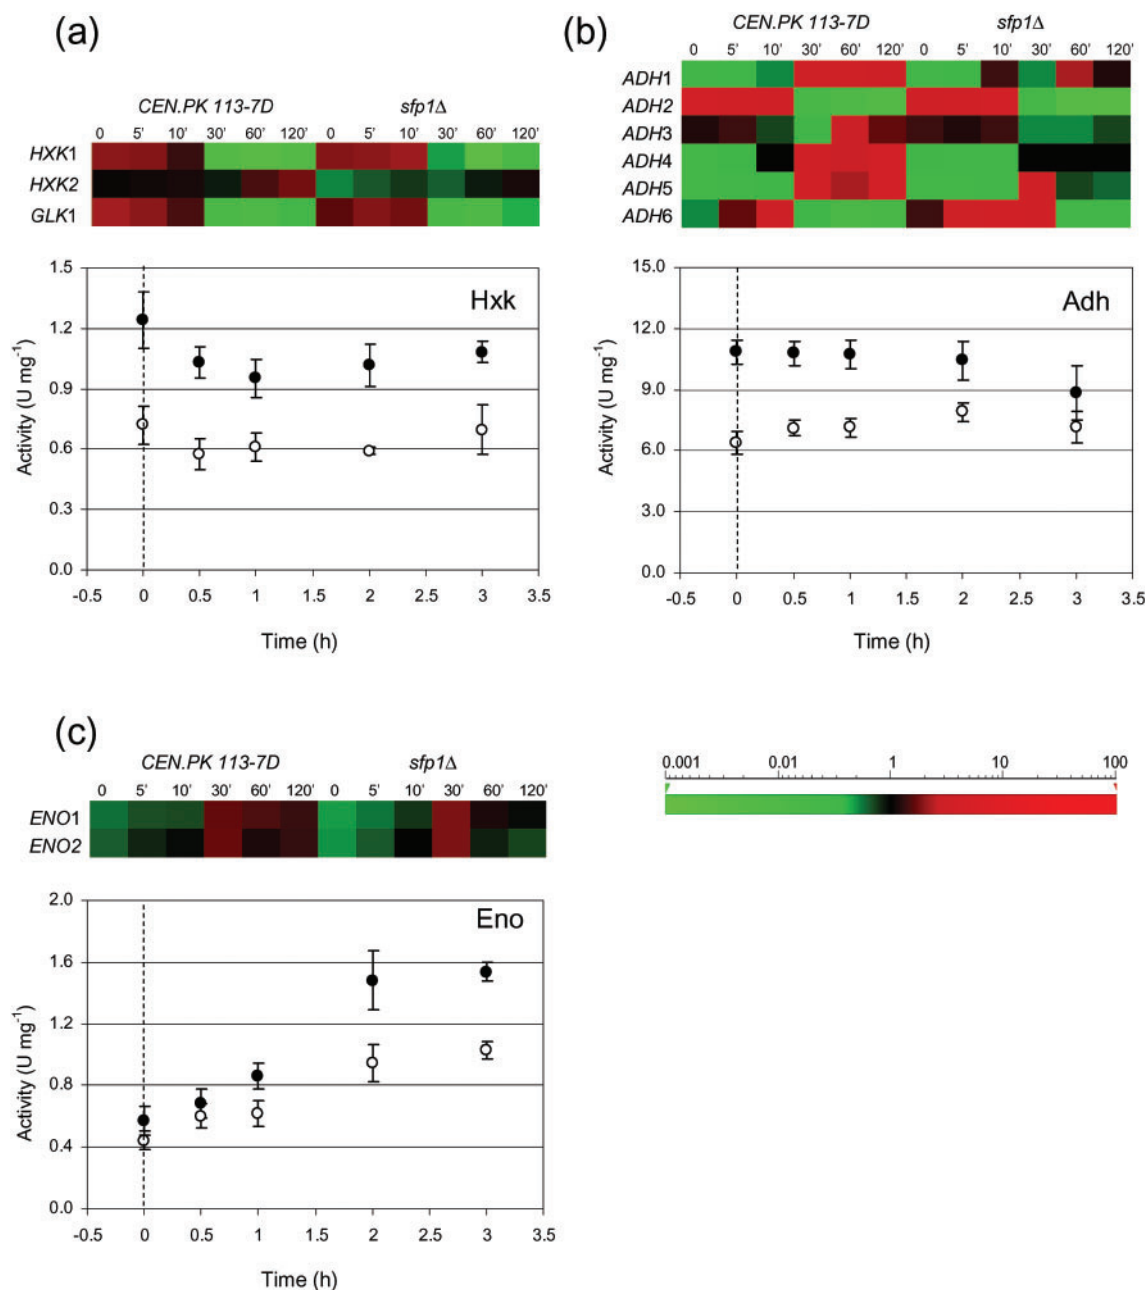 (a)
CEN.PK 113-7D sfp1Δ
0 5' 10' 30' 60' 120' 0 5' 10' 30' 60' 120'
HXK1
HXK2
GLK1
Hxk
Activity (U mg⁻¹)
1.5
1.2
0.9
0.6
0.3
0.0
-0.5 0 0.5 1 1.5 2 2.5 3 3.5
Time (h)
(b)
CEN.PK 113-7D sfp1Δ
0 5' 10' 30' 60' 120' 0 5' 10' 30' 60' 120'
ADH1
ADH2
ADH3
ADH4
ADH5
ADH6
Adh
Activity (U mg⁻¹)
15.0
12.0
9.0
6.0
3.0
0.0
-0.5 0 0.5 1 1.5 2 2.5 3 3.5
Time (h)
(c)
CEN.PK 113-7D sfp1Δ
0 5' 10' 30' 60' 120' 0 5' 10' 30' 60' 120'
ENO1
ENO2
Eno
Activity (U mg⁻¹)
2.0
1.6
1.2
0.8
0.4
0.0
-0.5 0 0.5 1 1.5 2 2.5 3 3.5
Time (h)
0.001 0.01 1 10 100